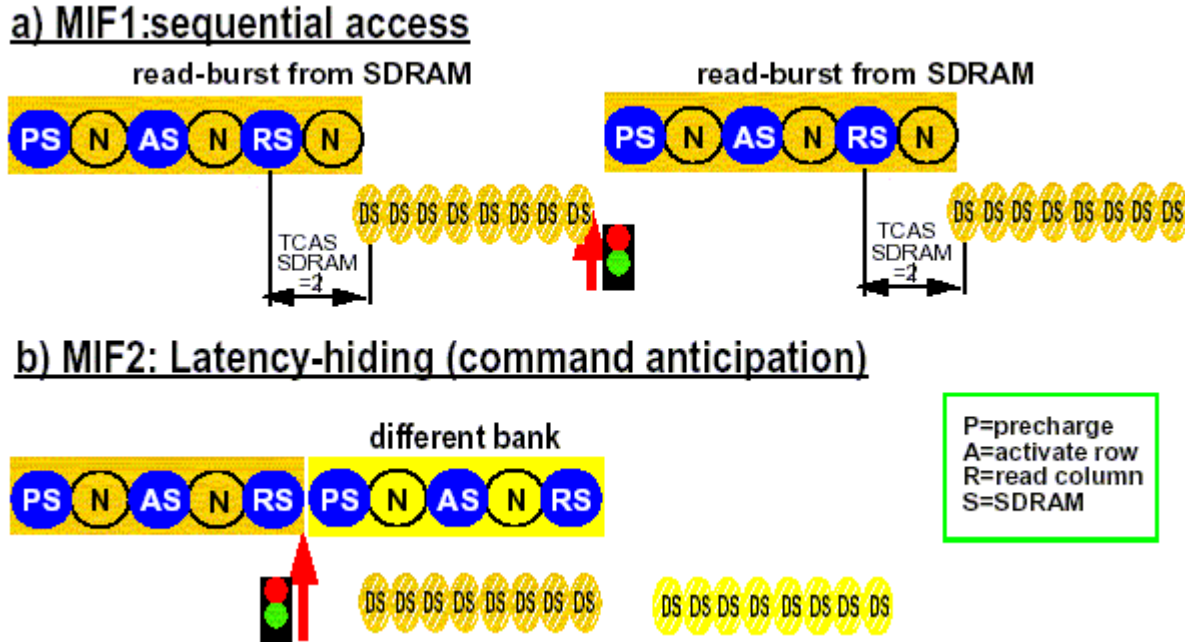 a) MIF1:sequential access
read-burst from SDRAM
read-burst from SDRAM
PS N AS N RS N
PS N AS N RS N
DS DS DS DS DS DS DS DS
DS DS DS DS DS DS DS DS
TCAS
SDRAM
TCAS
SDRAM
b) MIF2: Latency-hiding (command anticipation)
different bank
PS N AS N RS PS N AS N RS
P=precharge
A=activate row
R=read column
S=SDRAM
DS DS DS DS DS DS DS DS
DS DS DS DS DS DS DS DS